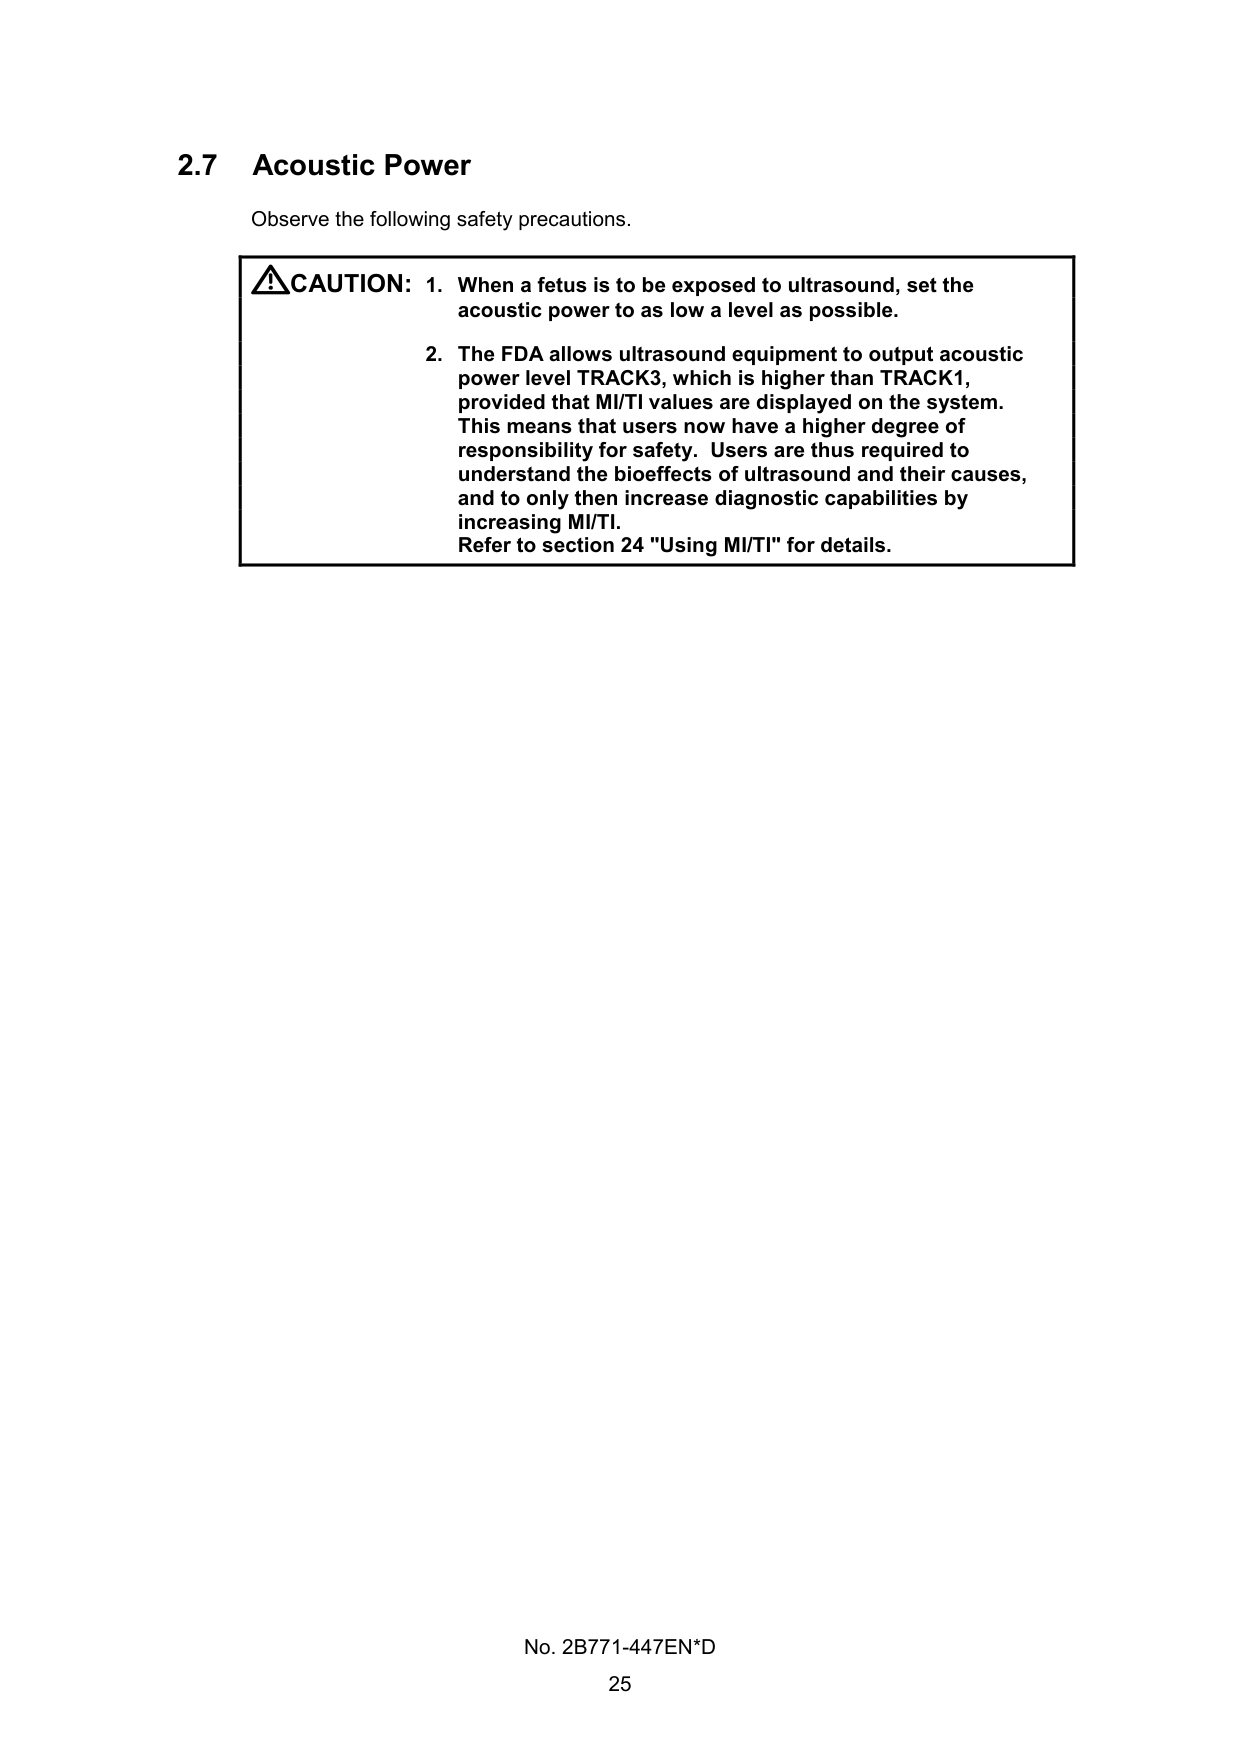 2.7 Acoustic Power
Observe the following safety precautions.
CAUTION: 1. When a fetus is to be exposed to ultrasound, set the
acoustic power to as low a level as possible.
2. The FDA allows ultrasound equipment to output acoustic
power level TRACK3, which is higher than TRACK1,
provided that MI/TI values are displayed on the system.
This means that users now have a higher degree of
responsibility for safety.  Users are thus required to
understand the bioeffects of ultrasound and their causes,
and to only then increase diagnostic capabilities by
increasing MI/TI.
Refer to section 24 "Using MI/TI" for details.
No. 2B771-447EN*D
25